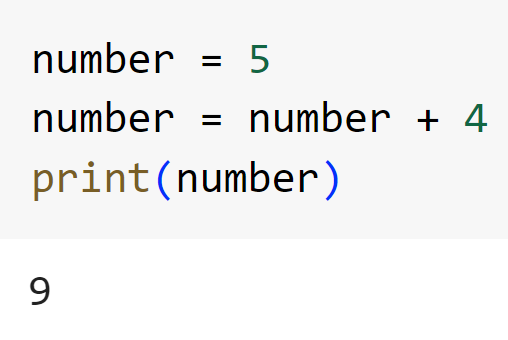 number = 5
number = number + 4
print(number)
9